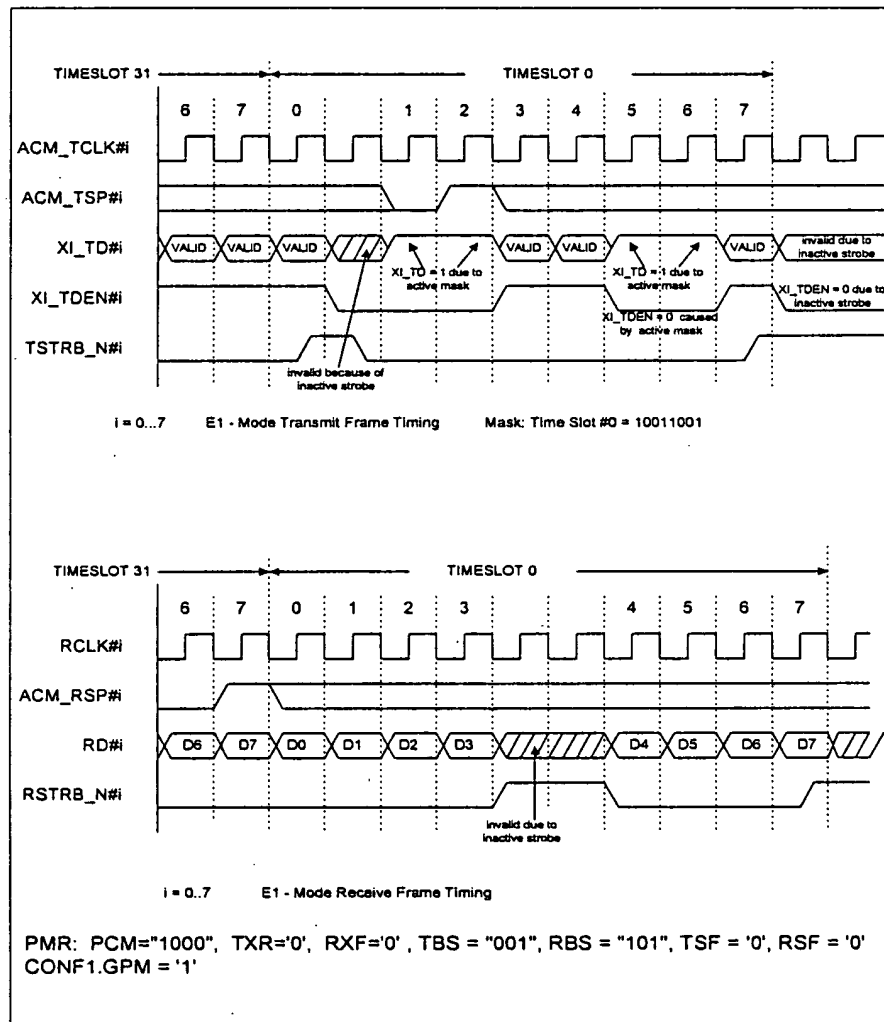 TIMESLOT 31 TIMESLOT 0
6 7 0 1 2 3 4 5 6 7
ACM_TCLK#i
ACM_TSP#i
XI_TD#i VALID VALID VALID VALID VALID VALID invalid due to inactive strobe
XI_TD = 1 due to active mask
XI_TD = 1 due to active mask
XI_TDEN#i
XI_TDEN = 0 due to inactive strobe
XI_TDEN = 0 caused by active mask
TSTRB_N#i
invalid because of inactive strobe
i = 0...7 E1 - Mode Transmit Frame Timing Mask: Time Slot #0 = 10011001
TIMESLOT 31 TIMESLOT 0
6 7 0 1 2 3 4 5 6 7
RCLK#i
ACM_RSP#i
RD#i D6 D7 D0 D1 D2 D3 D4 D5 D6 D7
RSTRB_N#i
invalid due to inactive strobe
i = 0..7 E1 - Mode Receive Frame Timing
PMR: PCM="1000", TXR='0', RXF='0' , TBS = "001", RBS = "101", TSF = '0', RSF = '0'
CONF1.GPM = '1'